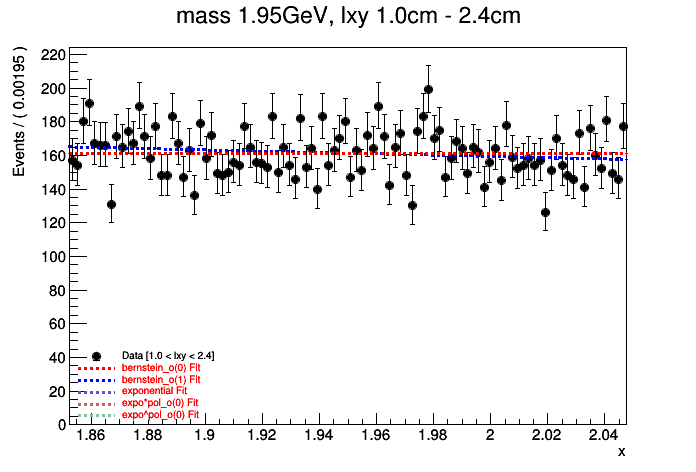 mass 1.95GeV, lxy 1.0cm - 2.4cm
Events / ( 0.00195 )
220
200
180
160
140
120
100
80
60
40
20
0
Data [1.0 < lxy < 2.4]
bernstein_o(0) Fit
bernstein_o(1) Fit
exponential Fit
expo*pol_o(0) Fit
expo^pol_o(0) Fit
1.86 1.88 1.9 1.92 1.94 1.96 1.98 2 2.02 2.04
x